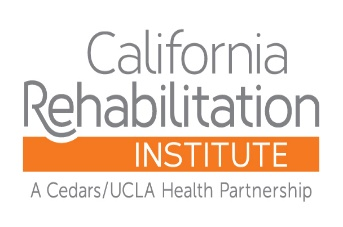 California
Rehabilitation
INSTITUTE
A Cedars/UCLA Health Partnership